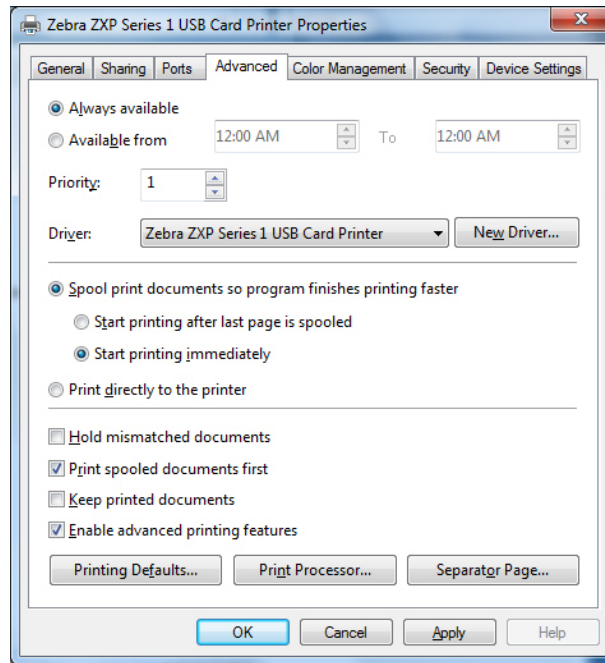 Zebra ZXP Series 1 USB Card Printer Properties
General Sharing Ports Advanced Color Management Security Device Settings
Always available
Available from 12:00 AM To 12:00 AM
Priority: 1
Driver: Zebra ZXP Series 1 USB Card Printer New Driver...
Spool print documents so program finishes printing faster
Start printing after last page is spooled
Start printing immediately
Print directly to the printer
Hold mismatched documents
Print spooled documents first
Keep printed documents
Enable advanced printing features
Printing Defaults... Print Processor... Separator Page...
OK Cancel Apply Help